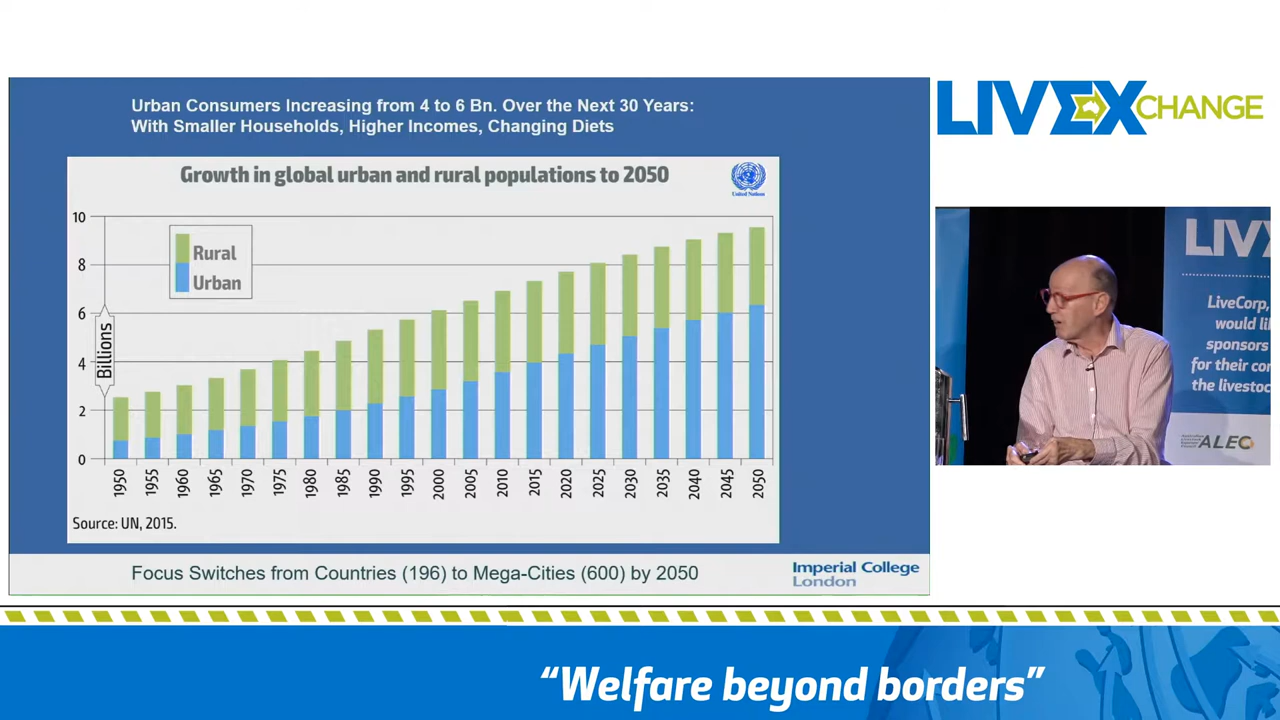 Urban Consumers Increasing from 4 to 6 Bn. Over the Next 30 Years:
With Smaller Households, Higher Incomes, Changing Diets
Growth in global urban and rural populations to 2050
United Nations
10
8
6
4
2
0
Billions
Rural
Urban
1950 1955 1960 1965 1970 1975 1980 1985 1990 1995 2000 2005 2010 2015 2020 2025 2030 2035 2040 2045 2050
Source: UN, 2015.
Focus Switches from Countries (196) to Mega-Cities (600) by 2050
Imperial College
London
LIVEXCHANGE
LIV
LiveCorp,
would li
sponsors
for their co
the livestoc
ALEC
“Welfare beyond borders”